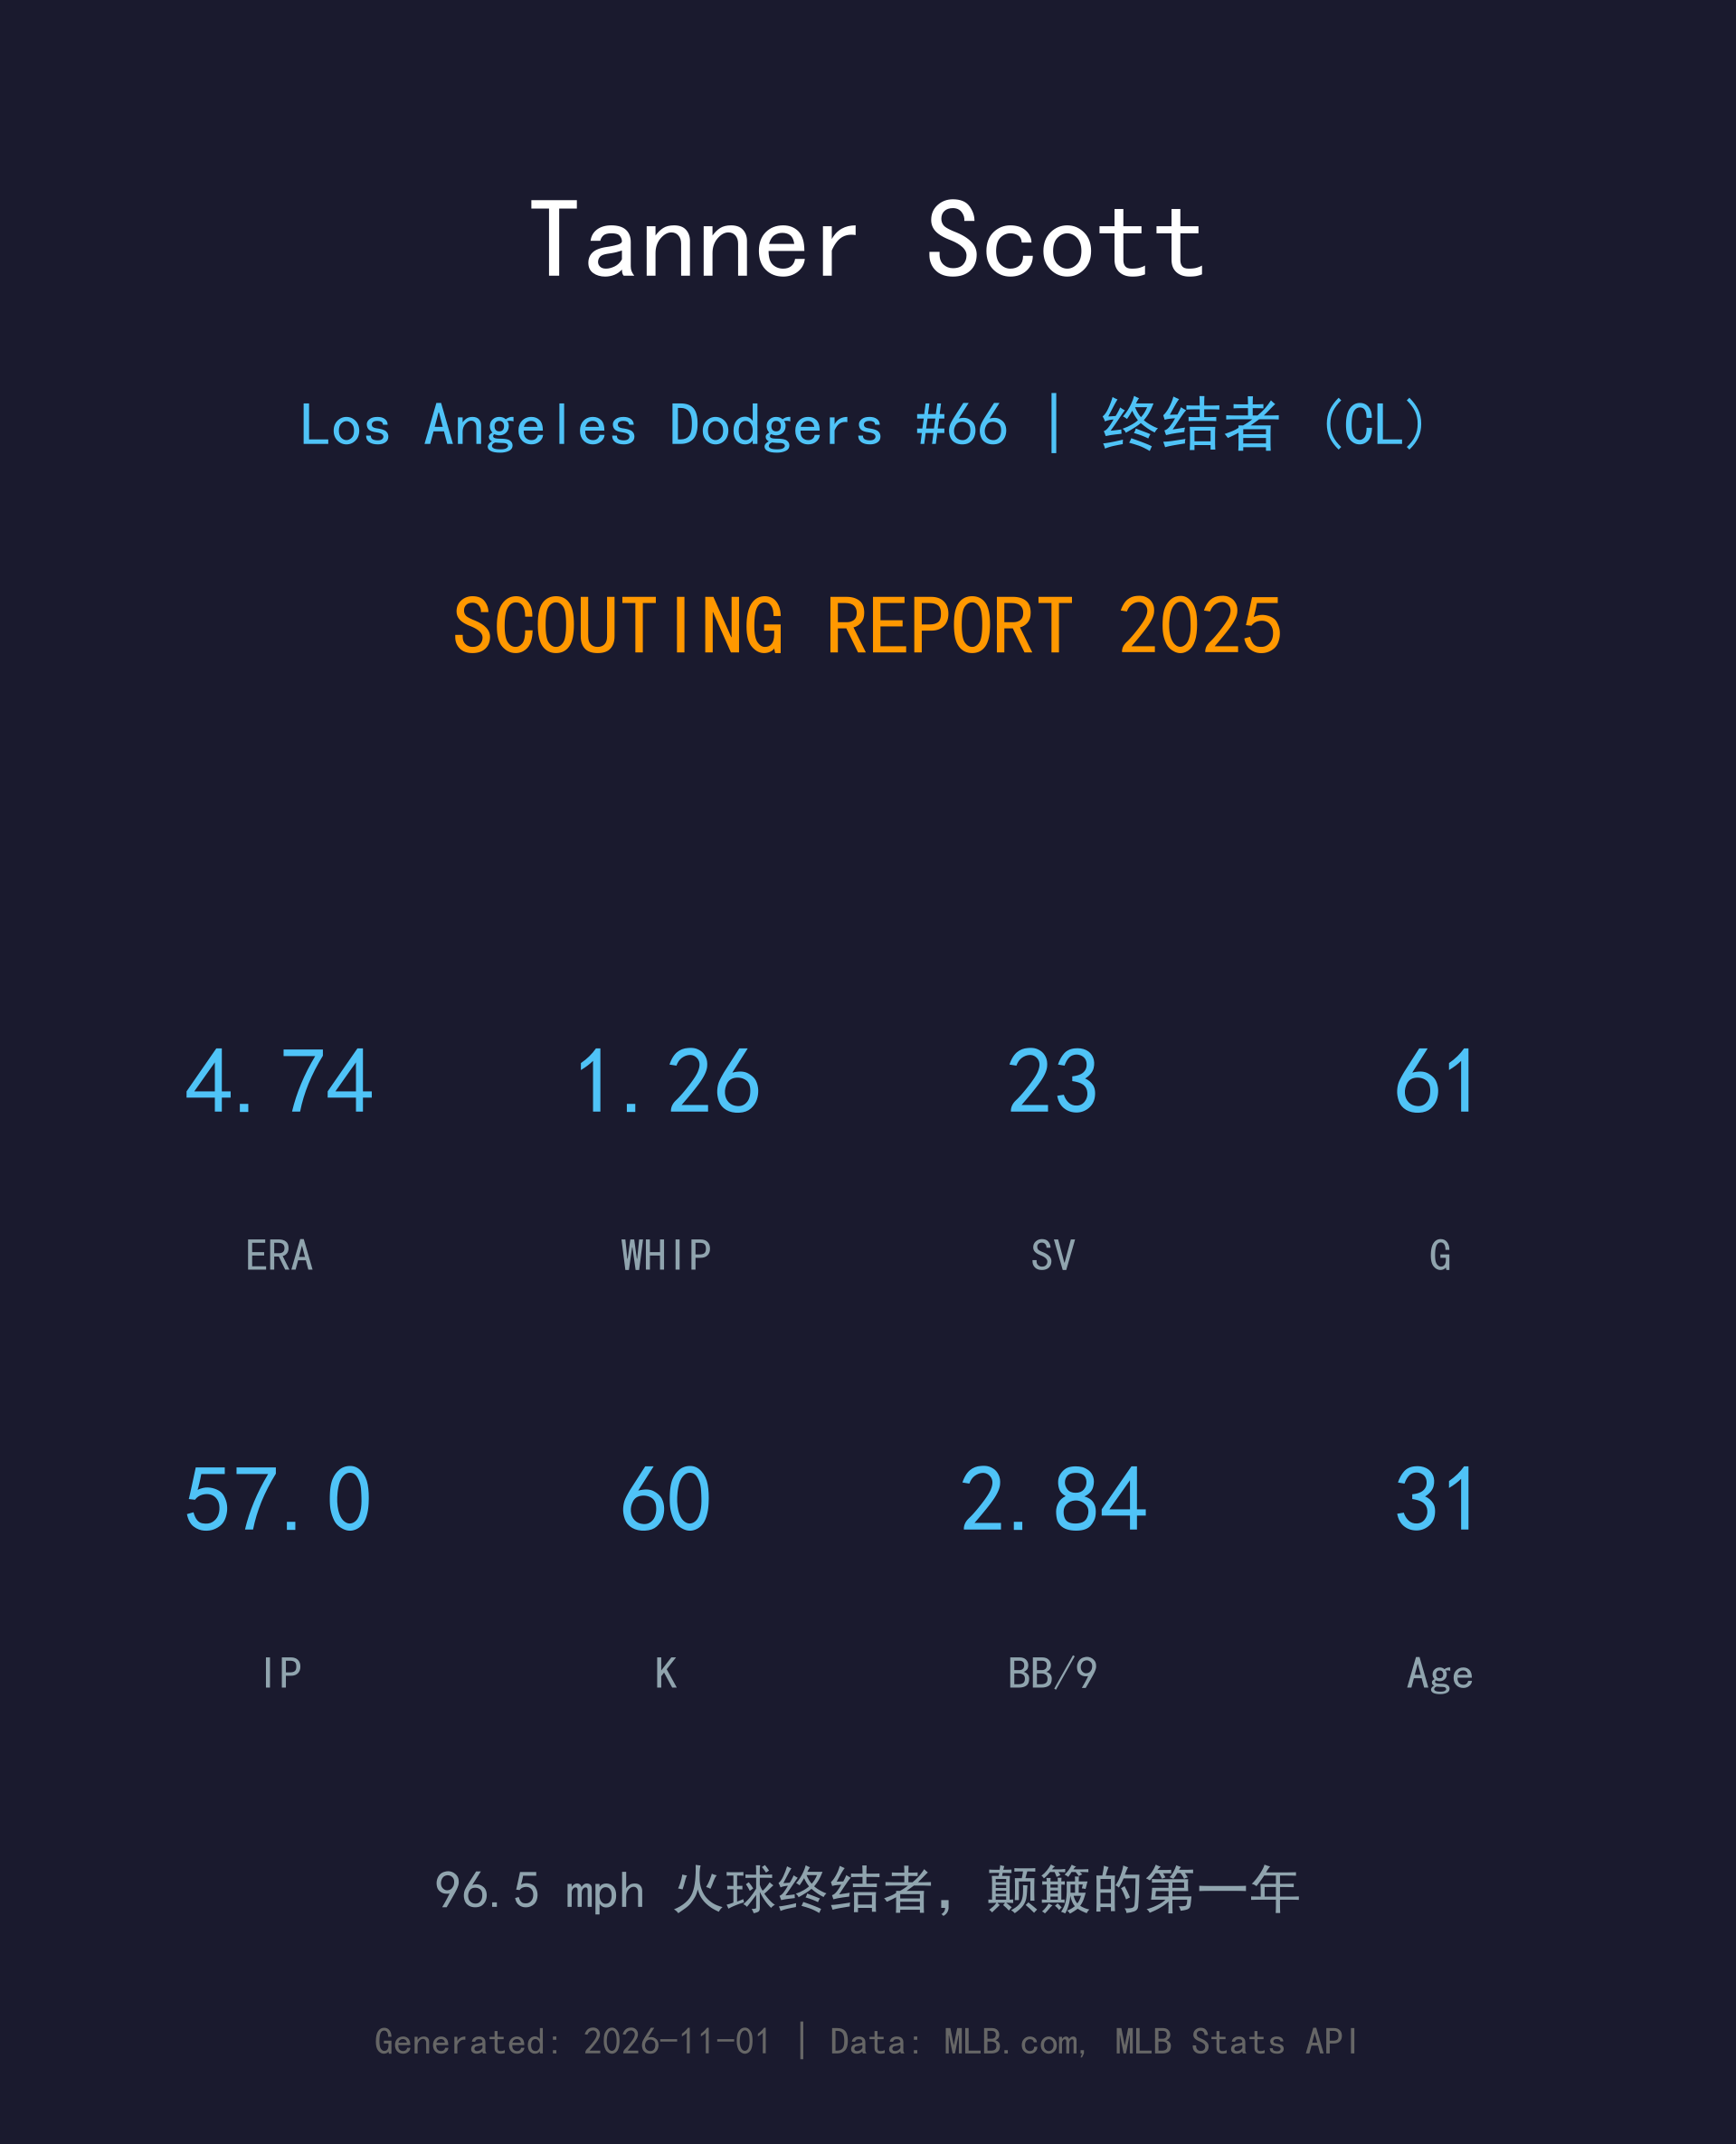 Tanner Scott
Los Angeles Dodgers #66 | 终结者 (CL)
SCOUTING REPORT 2025
4.74 1.26 23 61
ERA WHIP SV G
57.0 60 2.84 31
IP K BB/9 Age
96.5 mph 火球终结者, 颠簸的第一年
Generated: 2026-11-01 | Data: MLB.com, MLB Stats API